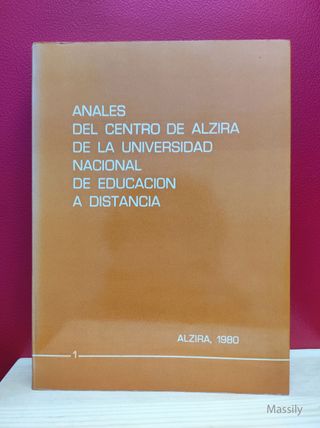 ANALES
DEL CENTRO DE ALZIRA
DE LA UNIVERSIDAD
NACIONAL
DE EDUCACION
A DISTANCIA
ALZIRA, 1980
1
Massily